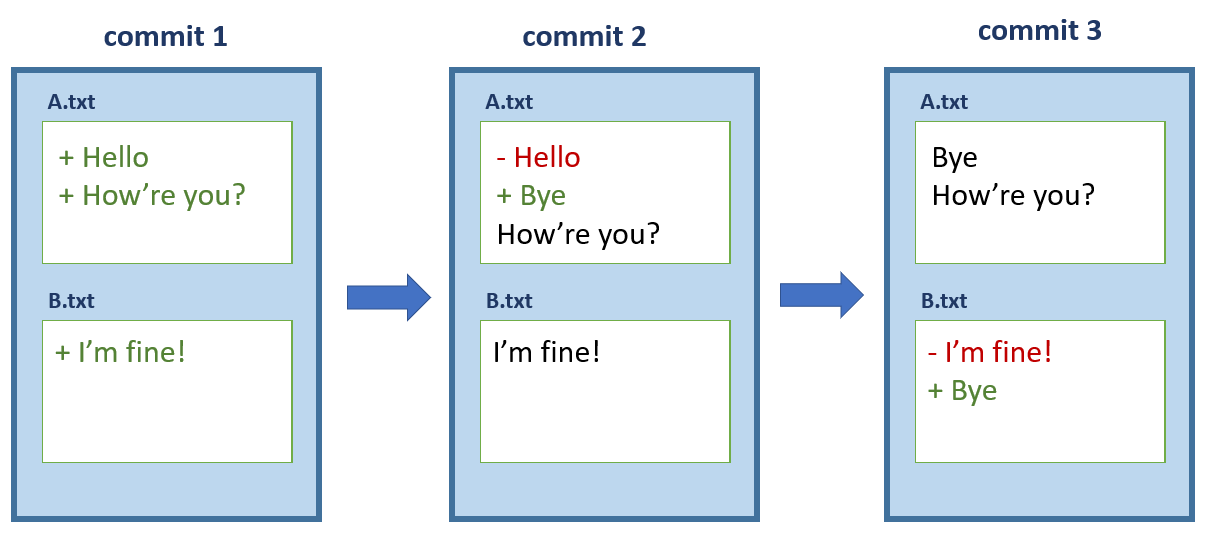 commit 1
A.txt
+ Hello
+ How’re you?
B.txt
+ I’m fine!
commit 2
A.txt
- Hello
+ Bye
How’re you?
B.txt
I’m fine!
commit 3
A.txt
Bye
How’re you?
B.txt
- I’m fine!
+ Bye